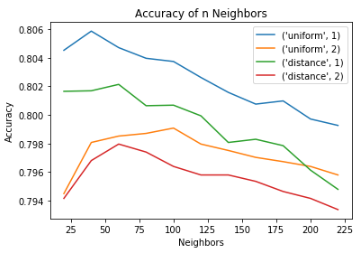 Accuracy of n Neighbors
0.806
0.804
0.802
0.800
0.798
0.796
0.794
Accuracy
('uniform', 1)
('uniform', 2)
('distance', 1)
('distance', 2)
25 50 75 100 125 150 175 200 225
Neighbors